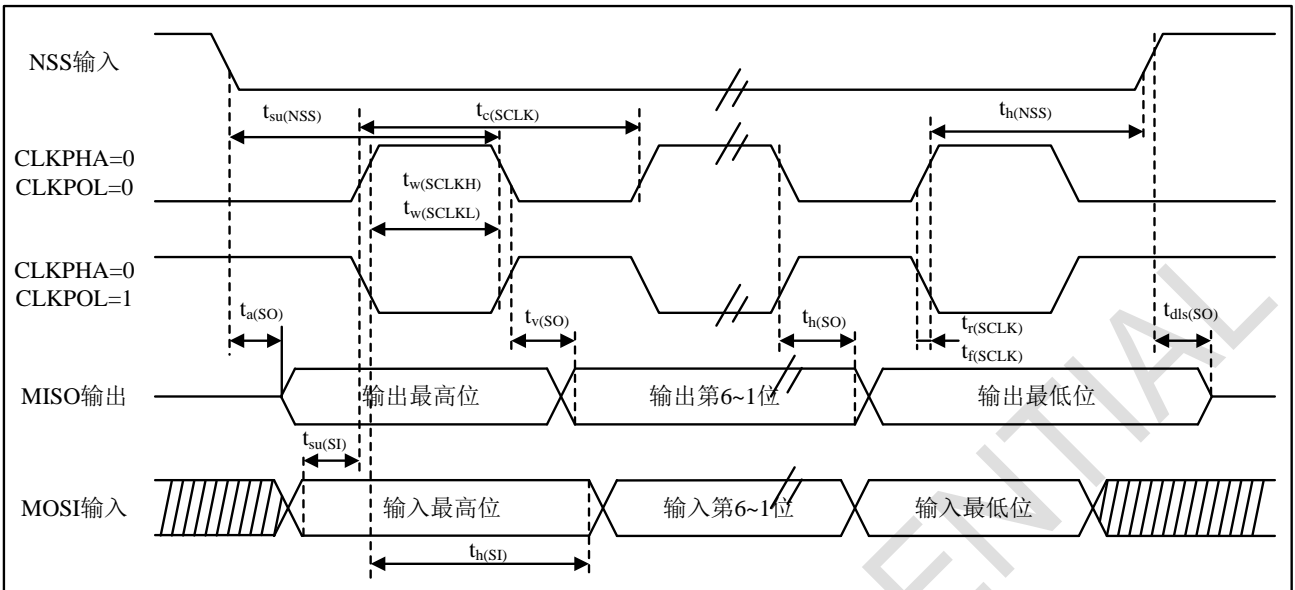 NSS输入
tsu(NSS)
tc(SCLK)
th(NSS)
CLKPHA=0
CLKPOL=0
tw(SCLKH)
tw(SCLKL)
CLKPHA=0
CLKPOL=1
ta(SO)
tv(SO)
th(SO)
tr(SCLK)
tf(SCLK)
tdls(SO)
MISO输出
输出最高位
输出第6~1位
输出最低位
tsu(SI)
MOSI输入
输入最高位
输入第6~1位
输入最低位
th(SI)
ENTIAL